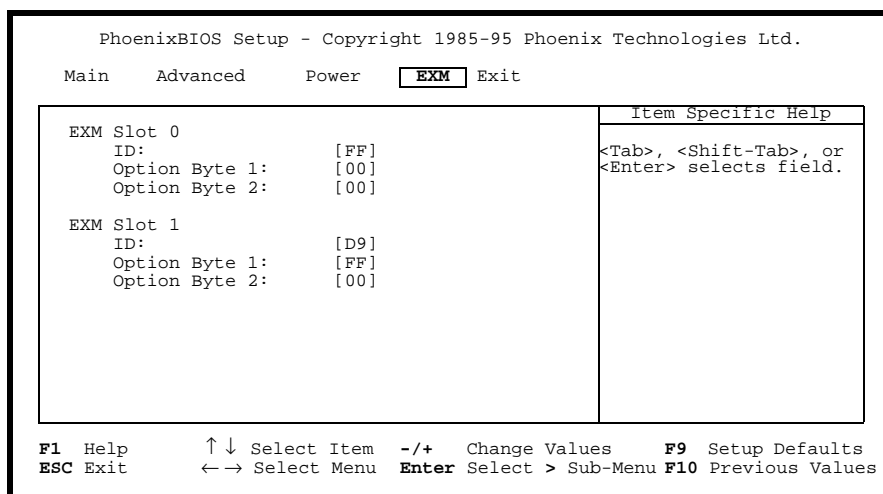 PhoenixBIOS Setup - Copyright 1985-95 Phoenix Technologies Ltd.
Main Advanced Power EXM Exit
Item Specific Help
<Tab>, <Shift-Tab>, or
<Enter> selects field.
EXM Slot 0
ID: [FF]
Option Byte 1: [00]
Option Byte 2: [00]
EXM Slot 1
ID: [D9]
Option Byte 1: [FF]
Option Byte 2: [00]
F1 Help ↑↓ Select Item -/+ Change Values F9 Setup Defaults
ESC Exit ←→ Select Menu Enter Select > Sub-Menu F10 Previous Values